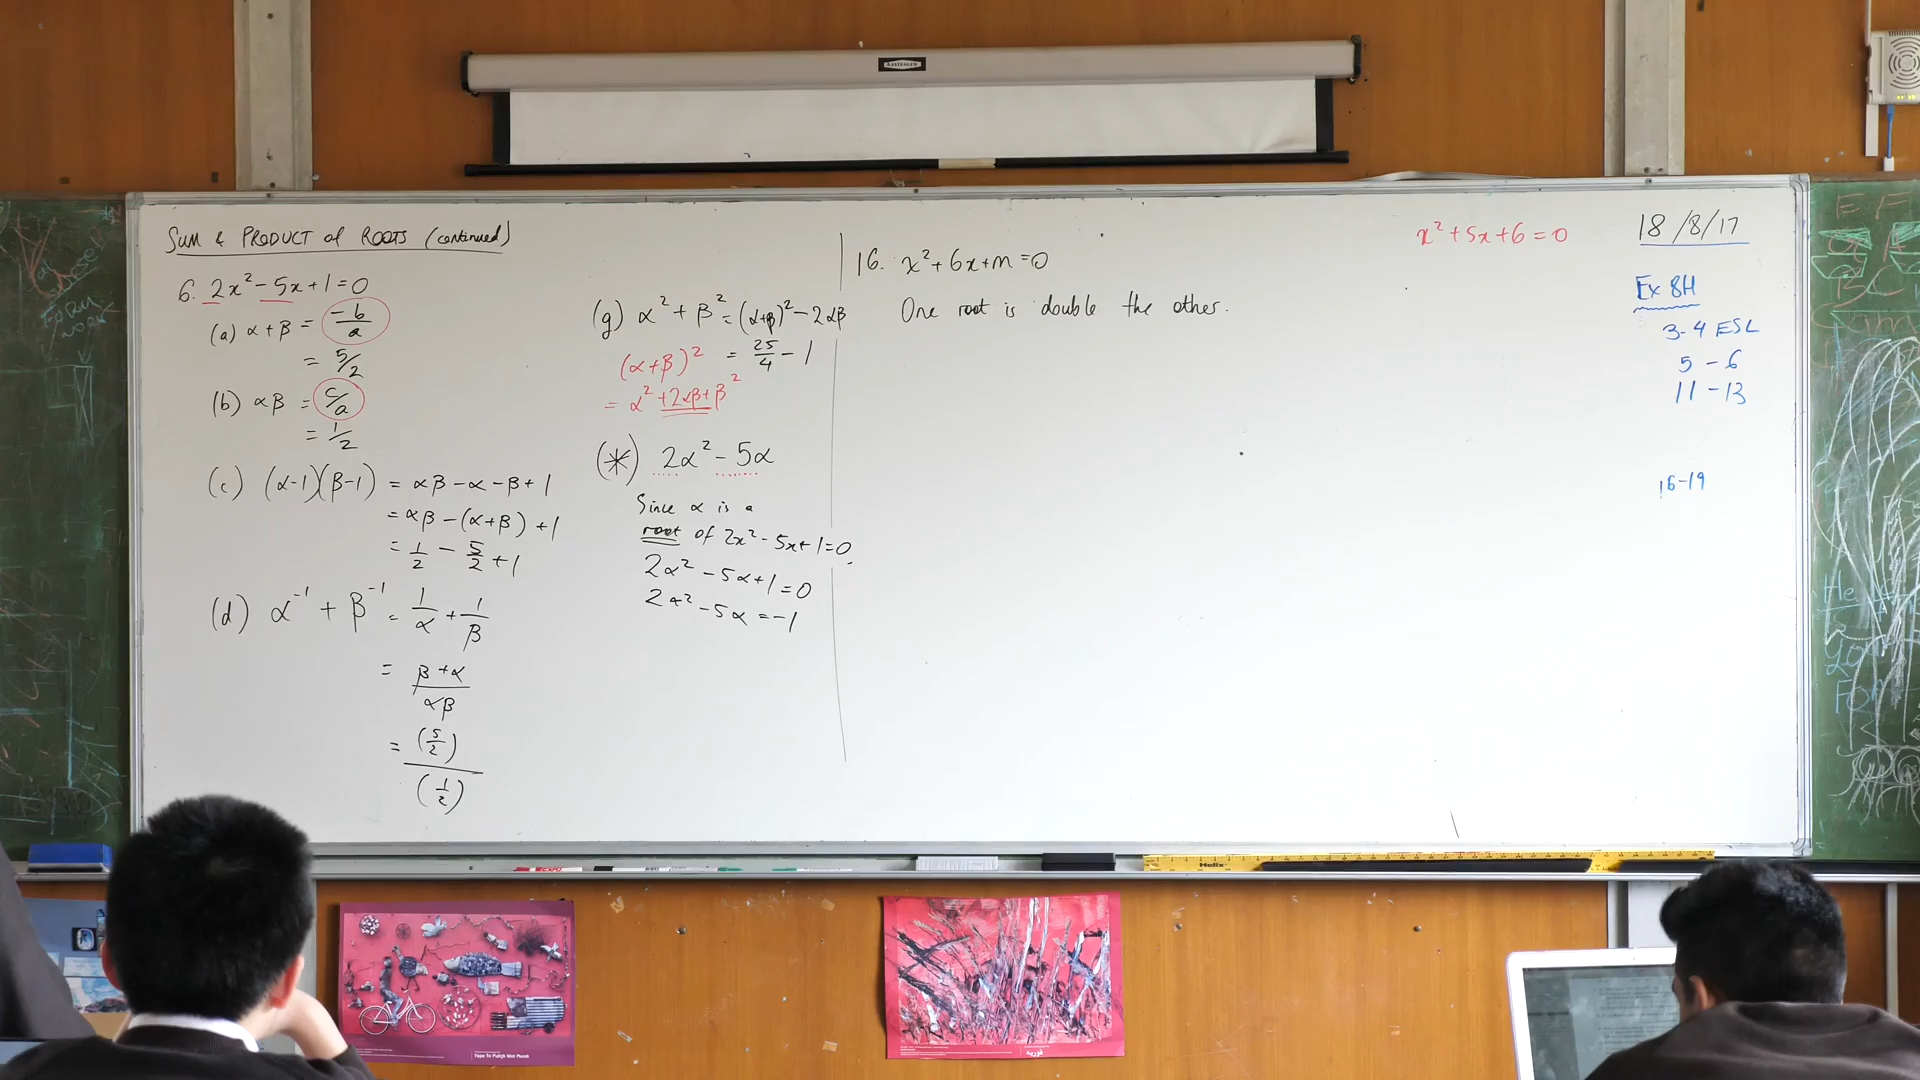 SUM & PRODUCT of ROOTS (continued)
6. 2x² - 5x + 1 = 0
(a) α + β = -b/a
= 5/2
(b) αβ = c/a
= 1/2
(c) (α-1)(β-1) = αβ - α - β + 1
= αβ - (α+β) + 1
= 1/2 - 5/2 + 1
(d) α⁻¹ + β⁻¹ = 1/α + 1/β
= (β + α)/(αβ)
= (5/2)/(1/2)
(g) α² + β² = (α+β)² - 2αβ
= 25/4 - 1
(α+β)²
= α² + 2αβ + β²
(*) 2α² - 5α
Since α is a
root of 2x² - 5x + 1 = 0
2α² - 5α + 1 = 0
2α² - 5α = -1
16. x² + 6x + m = 0
One root is double the other.
x² + 5x + 6 = 0
18/8/17
Ex 8H
3-4 ESL
5 - 6
11 - 13
16-19
Helix